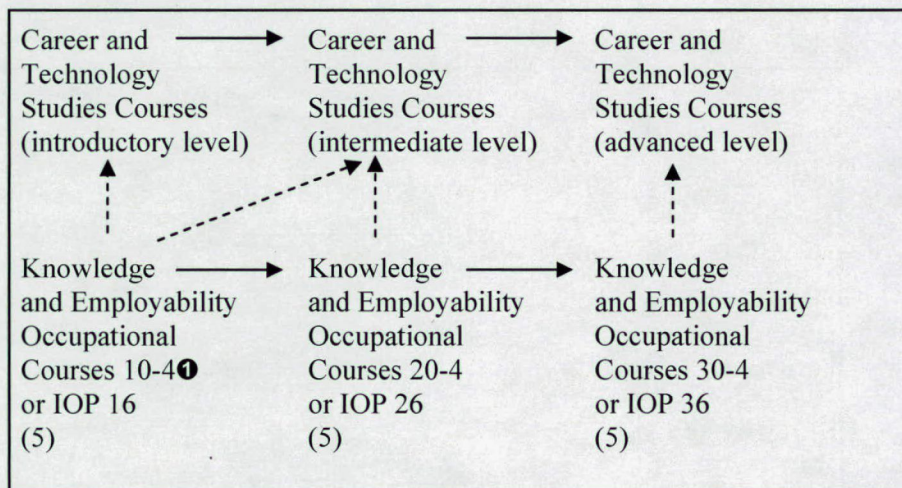 Career and
Technology
Studies Courses
(introductory level)
Career and
Technology
Studies Courses
(intermediate level)
Career and
Technology
Studies Courses
(advanced level)
Knowledge
and Employability
Occupational
Courses 10-4❶
or IOP 16
(5)
Knowledge
and Employability
Occupational
Courses 20-4
or IOP 26
(5)
Knowledge
and Employability
Occupational
Courses 30-4
or IOP 36
(5)